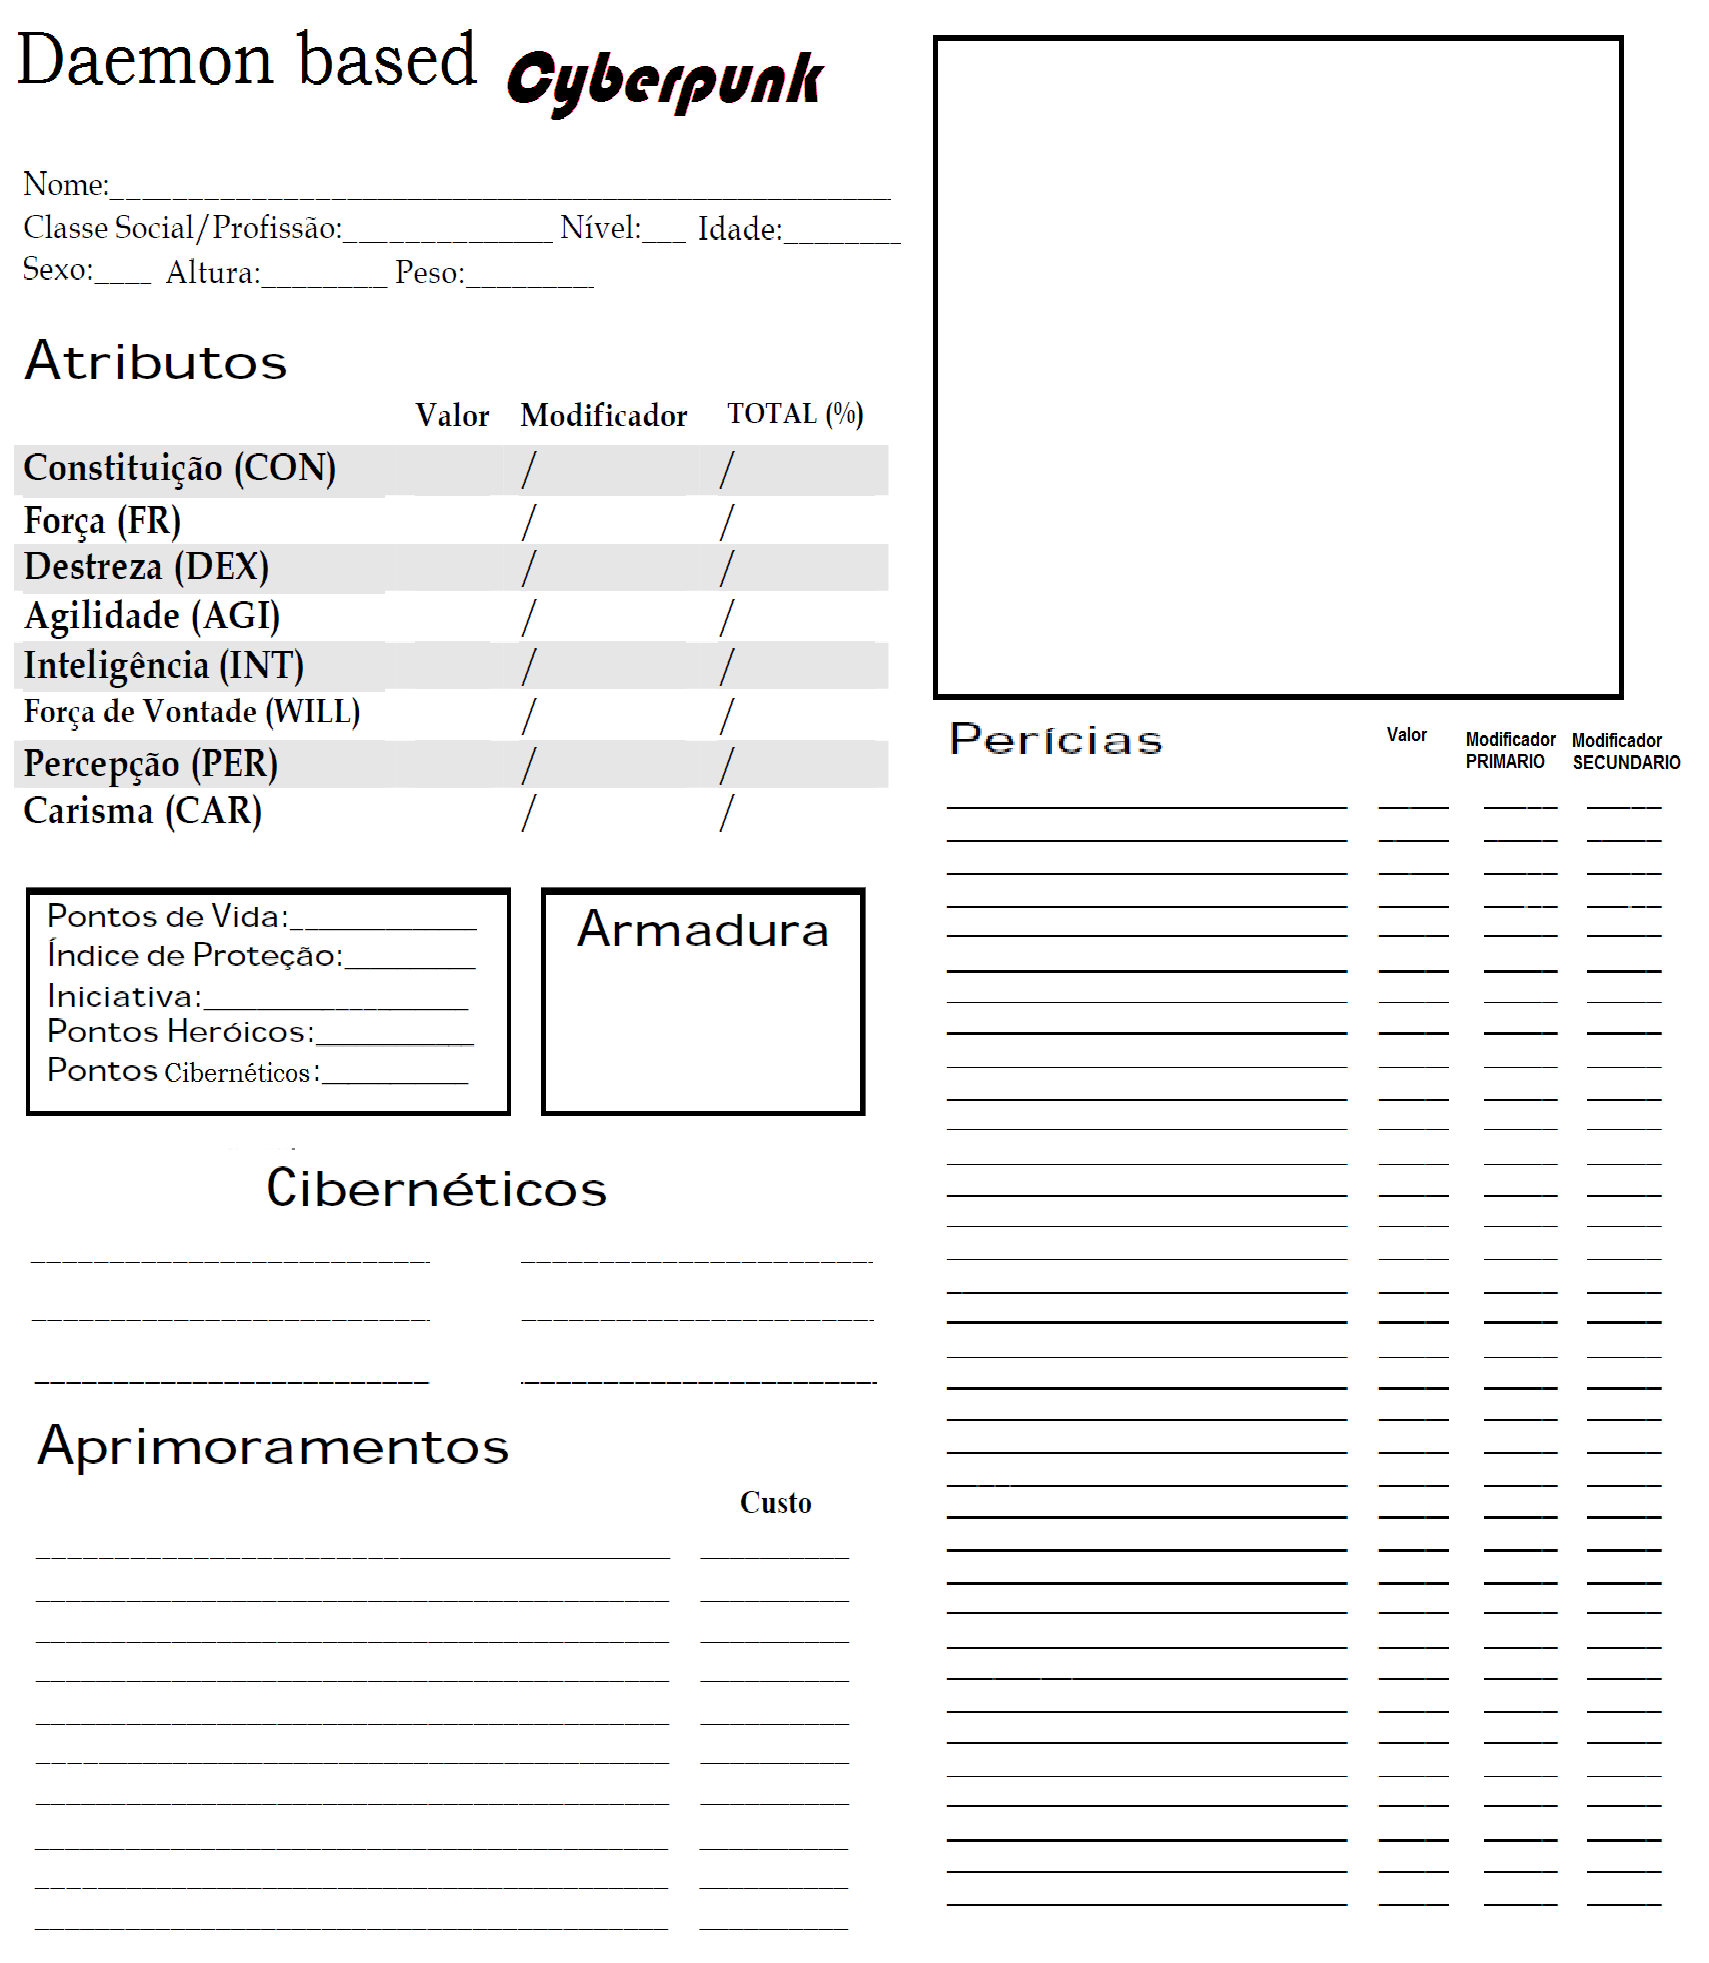 Daemon based Cyberpunk
Nome:
Classe Social/Profissão: Nível: Idade:
Sexo: Altura: Peso:
Atributos
Valor Modificador TOTAL (%)
Constituição (CON) / /
Força (FR) / /
Destreza (DEX) / /
Agilidade (AGI) / /
Inteligência (INT) / /
Força de Vontade (WILL) / /
Percepção (PER) / /
Carisma (CAR) / /
Pontos de Vida:
Índice de Proteção:
Iniciativa:
Pontos Heróicos:
Pontos Cibernéticos:
Armadura
Cibernéticos
Aprimoramentos
Custo
Perícias Valor Modificador PRIMARIO Modificador SECUNDARIO